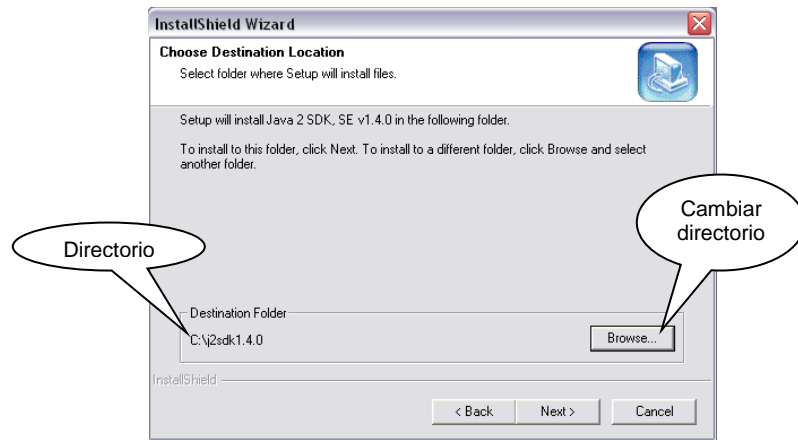 InstallShield Wizard
Choose Destination Location
Select folder where Setup will install files.
Setup will install Java 2 SDK, SE v1.4.0 in the following folder.
To install to this folder, click Next. To install to a different folder, click Browse and select
another folder.
Cambiar
directorio
Directorio
Destination Folder
C:\j2sdk1.4.0
Browse...
InstallShield
< Back
Next >
Cancel